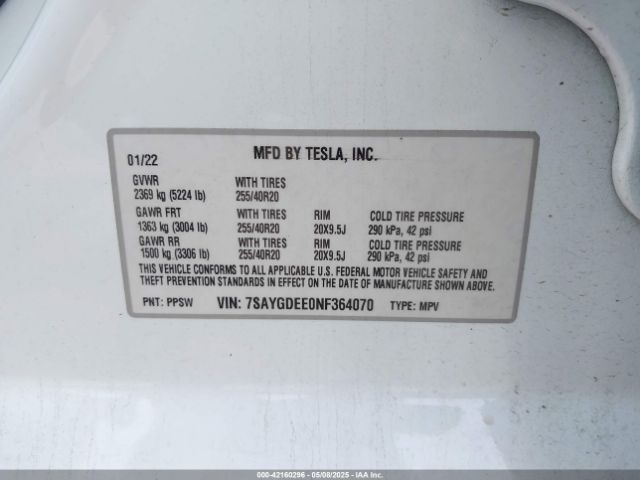 01/22 MFD BY TESLA, INC.
GVWR WITH TIRES
2369 kg (5224 lb) 255/40R20
GAWR FRT WITH TIRES RIM COLD TIRE PRESSURE
1363 kg (3004 lb) 255/40R20 20X9.5J 290 kPa, 42 psi
GAWR RR WITH TIRES RIM COLD TIRE PRESSURE
1500 kg (3306 lb) 255/40R20 20X9.5J 290 kPa, 42 psi
THIS VEHICLE CONFORMS TO ALL APPLICABLE U.S. FEDERAL MOTOR VEHICLE SAFETY AND
THEFT PREVENTION STANDARDS IN EFFECT ON THE DATE OF MANUFACTURE SHOWN ABOVE.
PNT: PPSW VIN: 7SAYGDEE0NF364070 TYPE: MPV
000-42160296 - 05/08/2025 - IAA Inc.